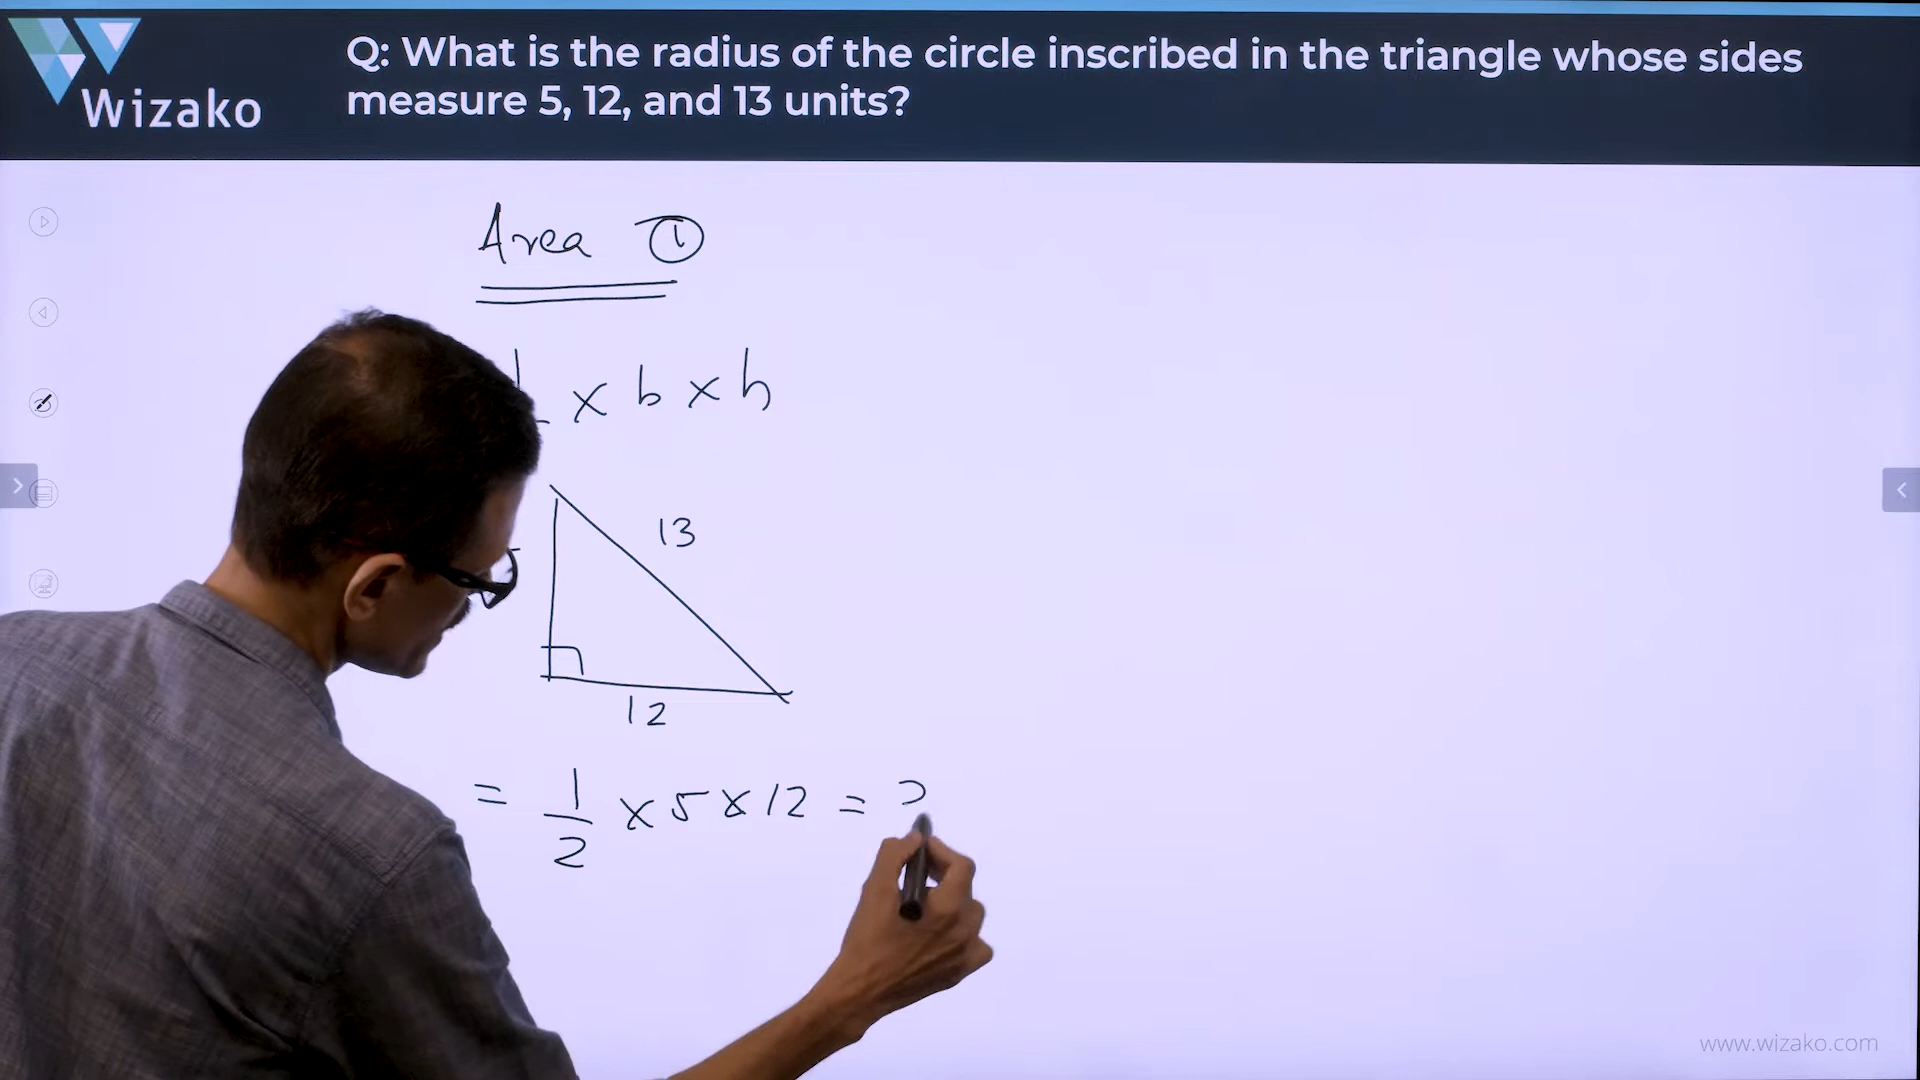 Wizako
Q: What is the radius of the circle inscribed in the triangle whose sides
measure 5, 12, and 13 units?
Area ①
x b x h
13
12
= 1/2 x 5 x 12 =
www.wizako.com